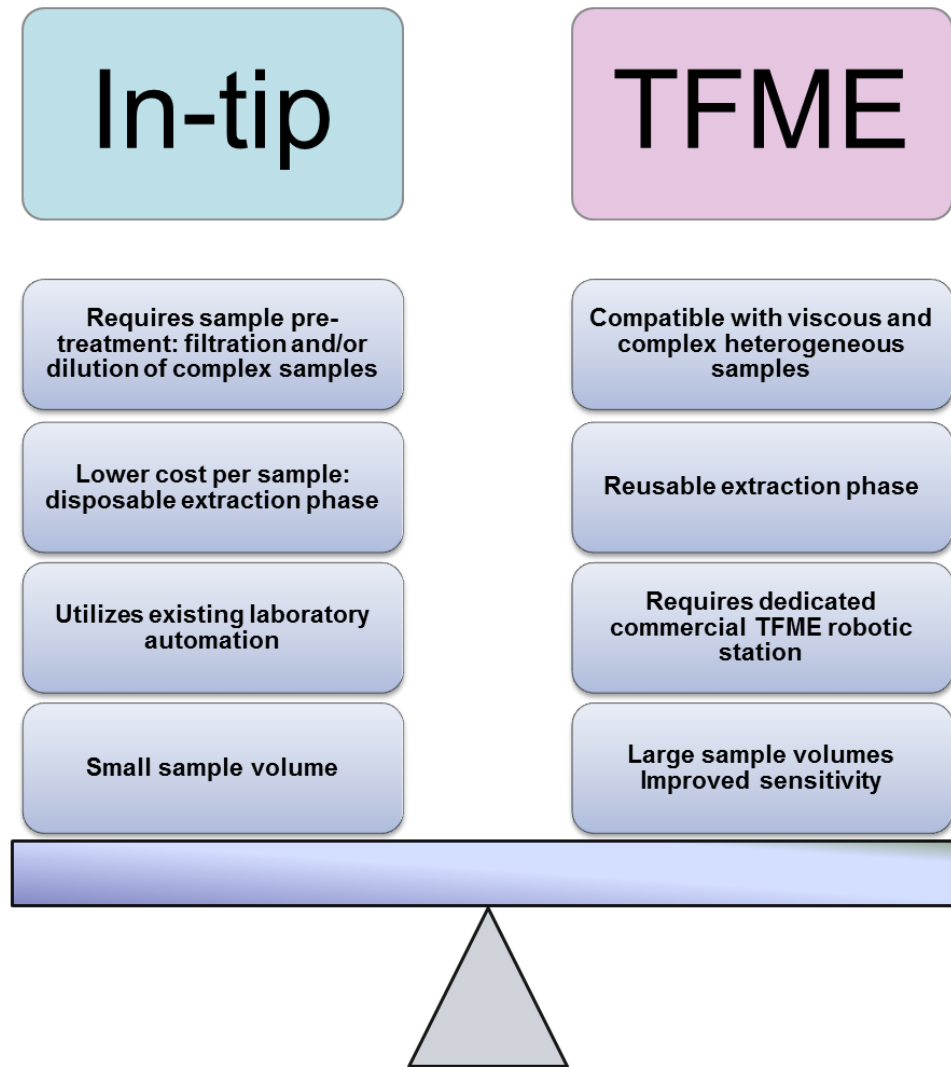 In-tip
TFME
Requires sample pre-
treatment: filtration and/or
dilution of complex samples
Compatible with viscous and
complex heterogeneous
samples
Lower cost per sample:
disposable extraction phase
Reusable extraction phase
Utilizes existing laboratory
automation
Requires dedicated
commercial TFME robotic
station
Small sample volume
Large sample volumes
Improved sensitivity